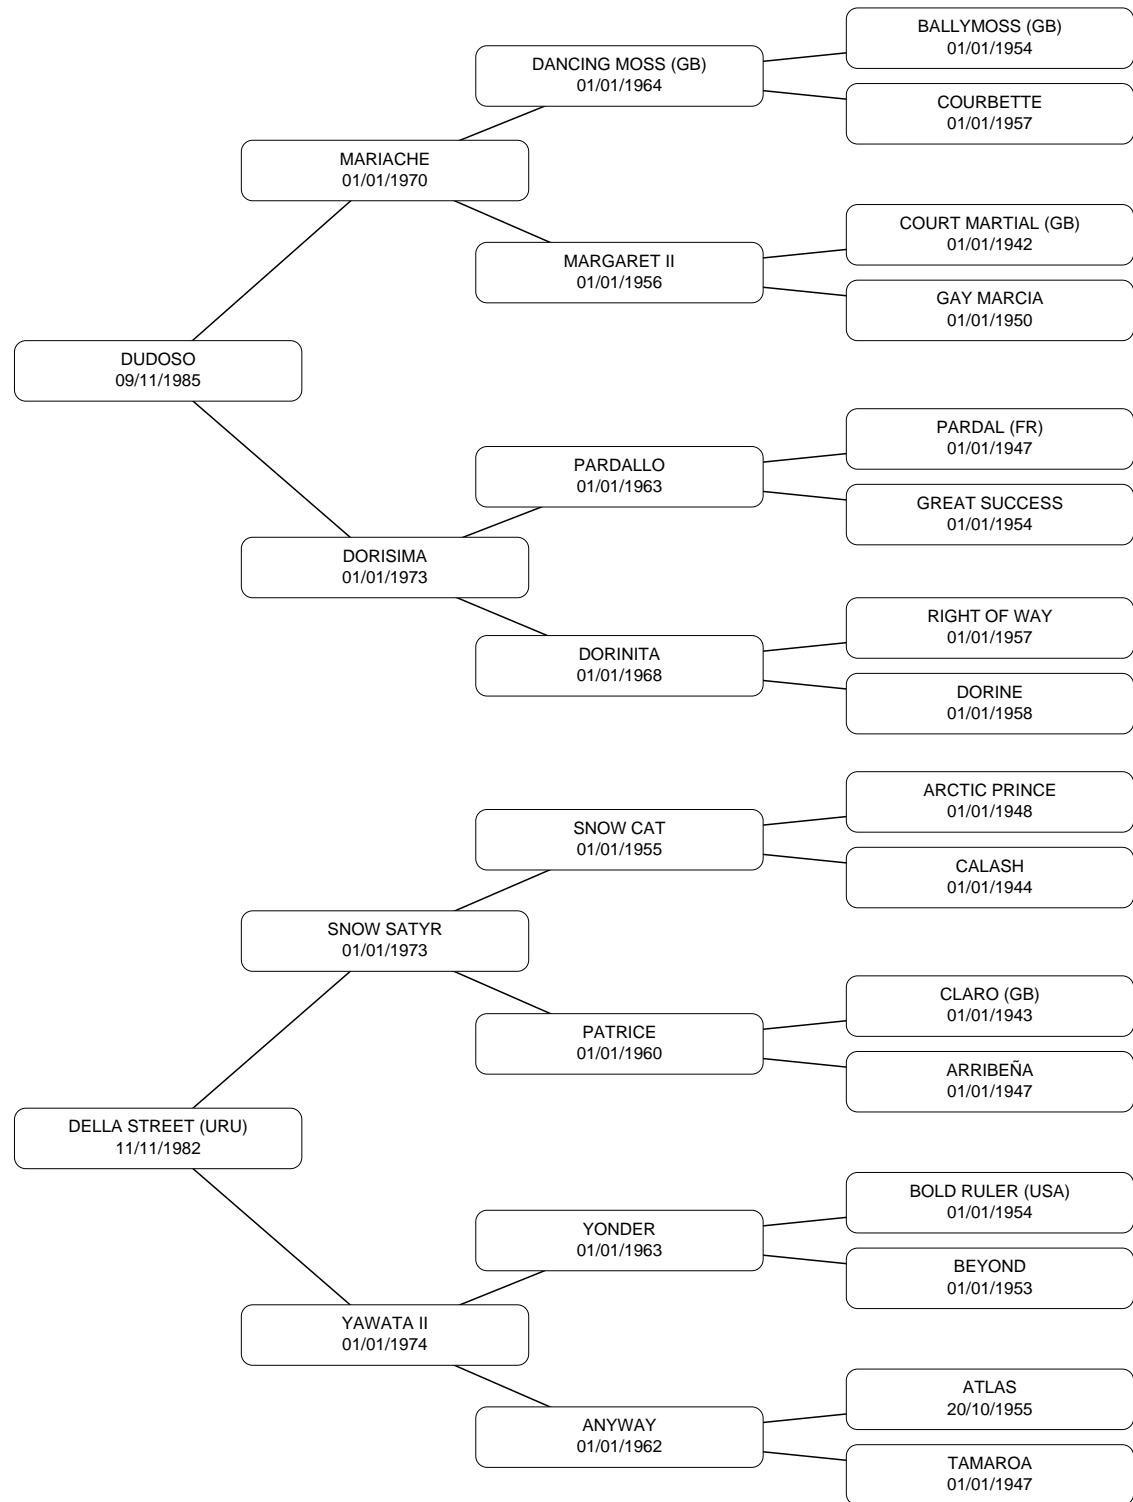 BALLYMOSS (GB)
01/01/1954
DANCING MOSS (GB)
01/01/1964
COURBETTE
01/01/1957
MARIACHE
01/01/1970
COURT MARTIAL (GB)
01/01/1942
MARGARET II
01/01/1956
GAY MARCIA
01/01/1950
DUDOSO
09/11/1985
PARDAL (FR)
01/01/1947
PARDALLO
01/01/1963
GREAT SUCCESS
01/01/1954
DORISIMA
01/01/1973
RIGHT OF WAY
01/01/1957
DORINITA
01/01/1968
DORINE
01/01/1958
ARCTIC PRINCE
01/01/1948
SNOW CAT
01/01/1955
CALASH
01/01/1944
SNOW SATYR
01/01/1973
CLARO (GB)
01/01/1943
PATRICE
01/01/1960
ARRIBEÑA
01/01/1947
DELLA STREET (URU)
11/11/1982
BOLD RULER (USA)
01/01/1954
YONDER
01/01/1963
BEYOND
01/01/1953
YAWATA II
01/01/1974
ATLAS
20/10/1955
ANYWAY
01/01/1962
TAMAROA
01/01/1947